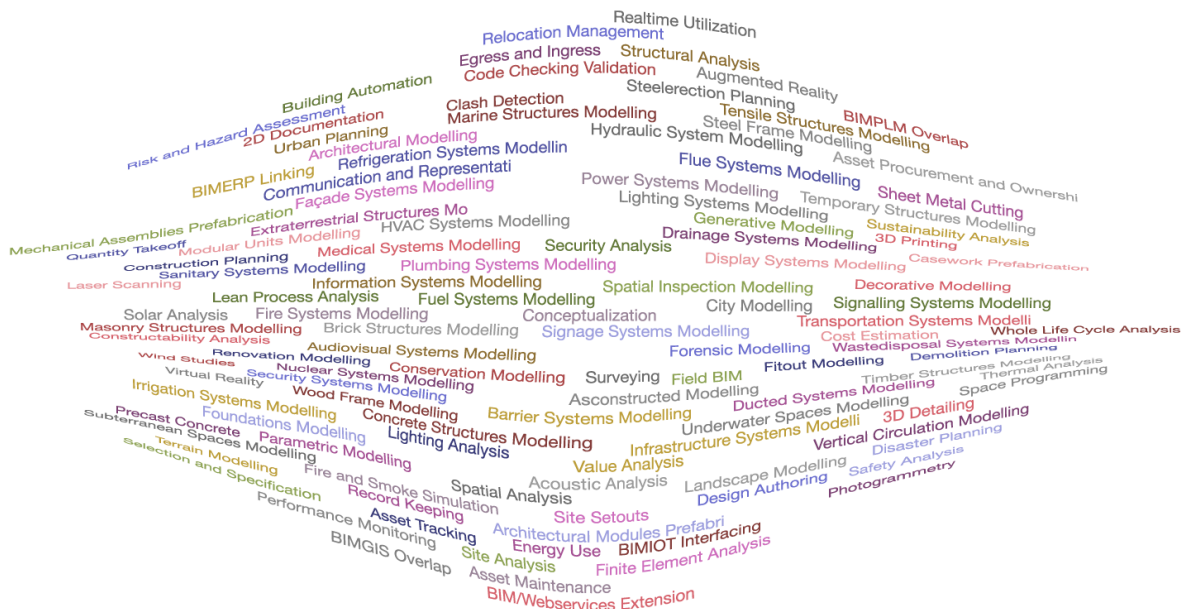 Realtime Utilization
Relocation Management
Egress and Ingress
Structural Analysis
Code Checking Validation
Augmented Reality
Building Automation
Steelerection Planning
Clash Detection
BIMPLM Overlap
Risk and Hazard Assessment
2D Documentation
Marine Structures Modelling
Tensile Structures Modelling
Urban Planning
Steel Frame Modelling
Architectural Modelling
Hydraulic System Modelling
Asset Procurement and Ownershi
Refrigeration Systems Modellin
Flue Systems Modelling
BIMERP Linking
Communication and Representati
Sheet Metal Cutting
Façade Systems Modelling
Power Systems Modelling
Temporary Structures Modelling
Mechanical Assemblies Prefabrication
Extraterrestrial Structures Mo
Lighting Systems Modelling
Sustainability Analysis
Quantity Takeoff
Modular Units Modelling
HVAC Systems Modelling
Generative Modelling
3D Printing
Construction Planning
Medical Systems Modelling
Security Analysis
Drainage Systems Modelling
Casework Prefabrication
Sanitary Systems Modelling
Plumbing Systems Modelling
Display Systems Modelling
Laser Scanning
Information Systems Modelling
Spatial Inspection Modelling
Decorative Modelling
Lean Process Analysis
Fuel Systems Modelling
City Modelling
Signalling Systems Modelling
Solar Analysis
Fire Systems Modelling
Conceptualization
Transportation Systems Modelli
Masonry Structures Modelling
Brick Structures Modelling
Signage Systems Modelling
Cost Estimation
Whole Life Cycle Analysis
Constructability Analysis
Audiovisual Systems Modelling
Forensic Modelling
Wastedisposal Systems Modellin
Wind Studies
Renovation Modelling
Conservation Modelling
Fitout Modelling
Demolition Planning
Virtual Reality
Nuclear Systems Modelling
Surveying
Field BIM
Timber Structures Modelling
Thermal Analysis
Security Systems Modelling
Asconstructed Modelling
Ducted Systems Modelling
Space Programming
Irrigation Systems Modelling
Wood Frame Modelling
Barrier Systems Modelling
Underwater Spaces Modelling
3D Detailing
Precast Concrete
Foundations Modelling
Concrete Structures Modelling
Infrastructure Systems Modelli
Vertical Circulation Modelling
Subterranean Spaces Modelling
Parametric Modelling
Lighting Analysis
Value Analysis
Disaster Planning
Terrain Modelling
Landscape Modelling
Safety Analysis
Selection and Specification
Fire and Smoke Simulation
Spatial Analysis
Acoustic Analysis
Design Authoring
Photogrammetry
Performance Monitoring
Record Keeping
Site Setouts
Asset Tracking
Architectural Modules Prefabri
BIMGIS Overlap
Energy Use
BIMIOT Interfacing
Site Analysis
Finite Element Analysis
Asset Maintenance
BIM/Webservices Extension